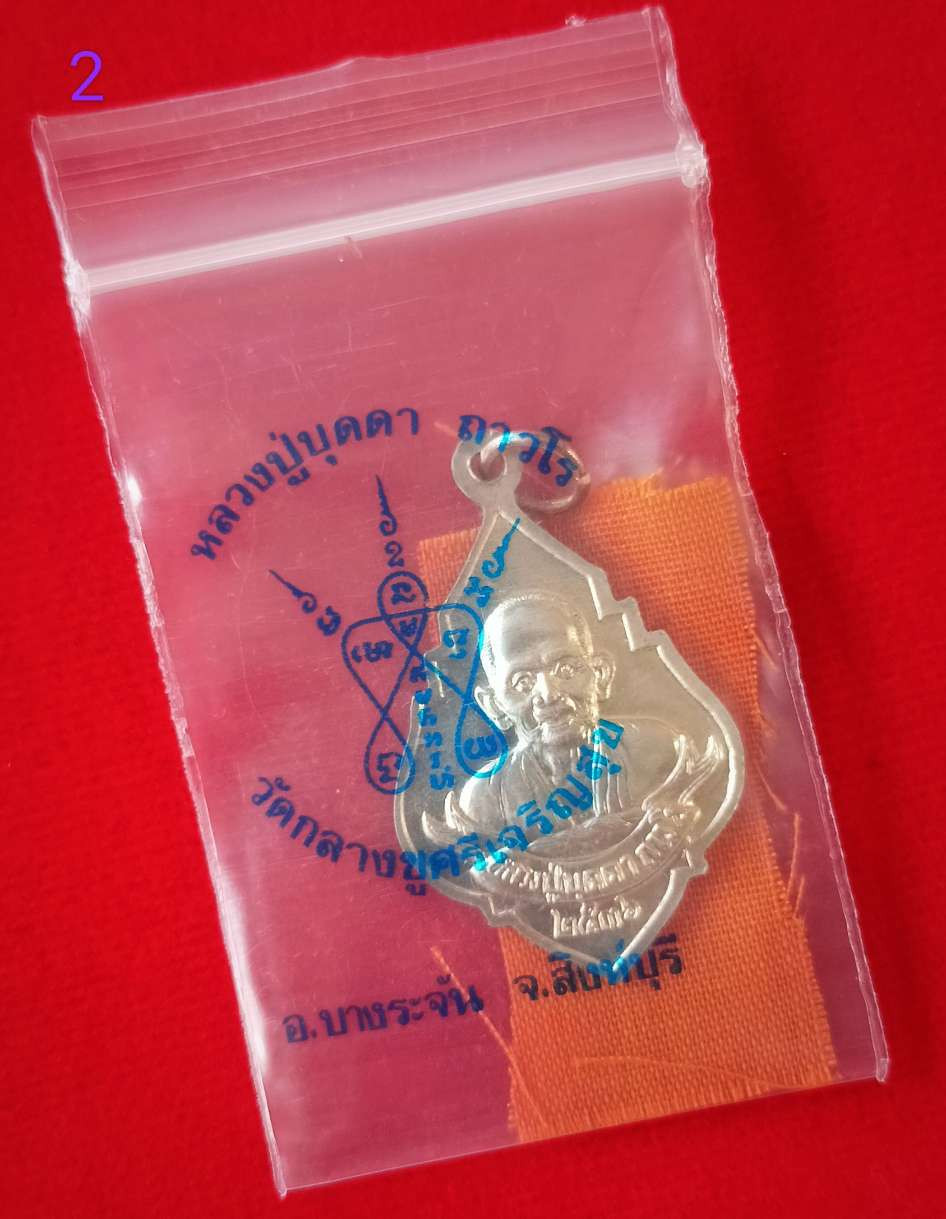 2
หลวงปู่บุดดา ถาวโร
วัดกลางชูศรีเจริญสุข
หลวงปู่บุดดา ถาวโร
๒๕๓๖
อ.บางระจัน จ.สิงห์บุรี